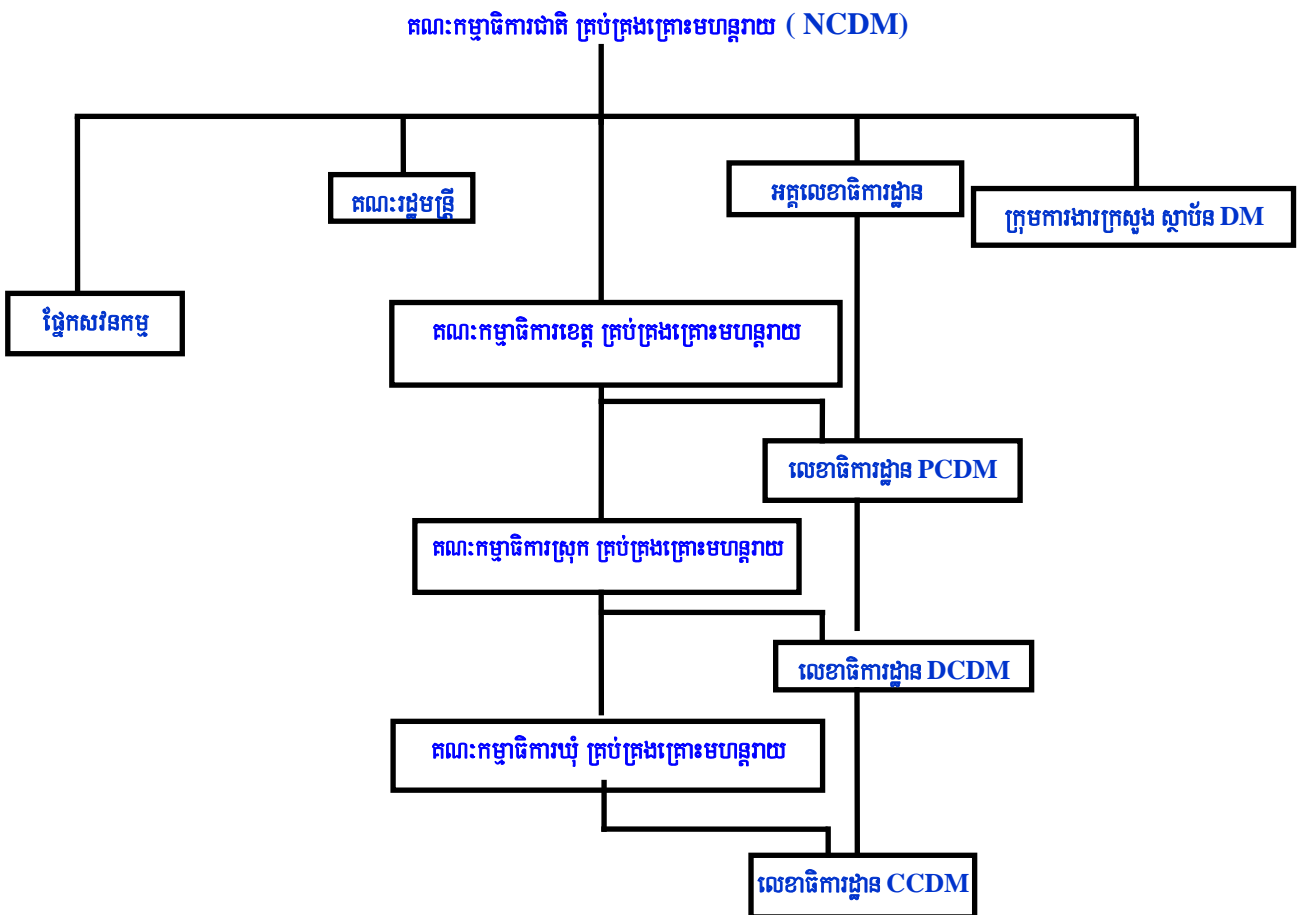 គណៈកម្មាធិការជាតិ គ្រប់គ្រងគ្រោះមហន្តរាយ ( NCDM)
គណៈរដ្ឋមន្ត្រី
អគ្គលេខាធិការដ្ឋាន
ក្រុមការងារក្រសួង ស្ថាប័ន DM
ផ្នែកសវនកម្ម
គណៈកម្មាធិការខេត្ត គ្រប់គ្រងគ្រោះមហន្តរាយ
លេខាធិការដ្ឋាន PCDM
គណៈកម្មាធិការស្រុក គ្រប់គ្រងគ្រោះមហន្តរាយ
លេខាធិការដ្ឋាន DCDM
គណៈកម្មាធិការឃុំ គ្រប់គ្រងគ្រោះមហន្តរាយ
លេខាធិការដ្ឋាន CCDM